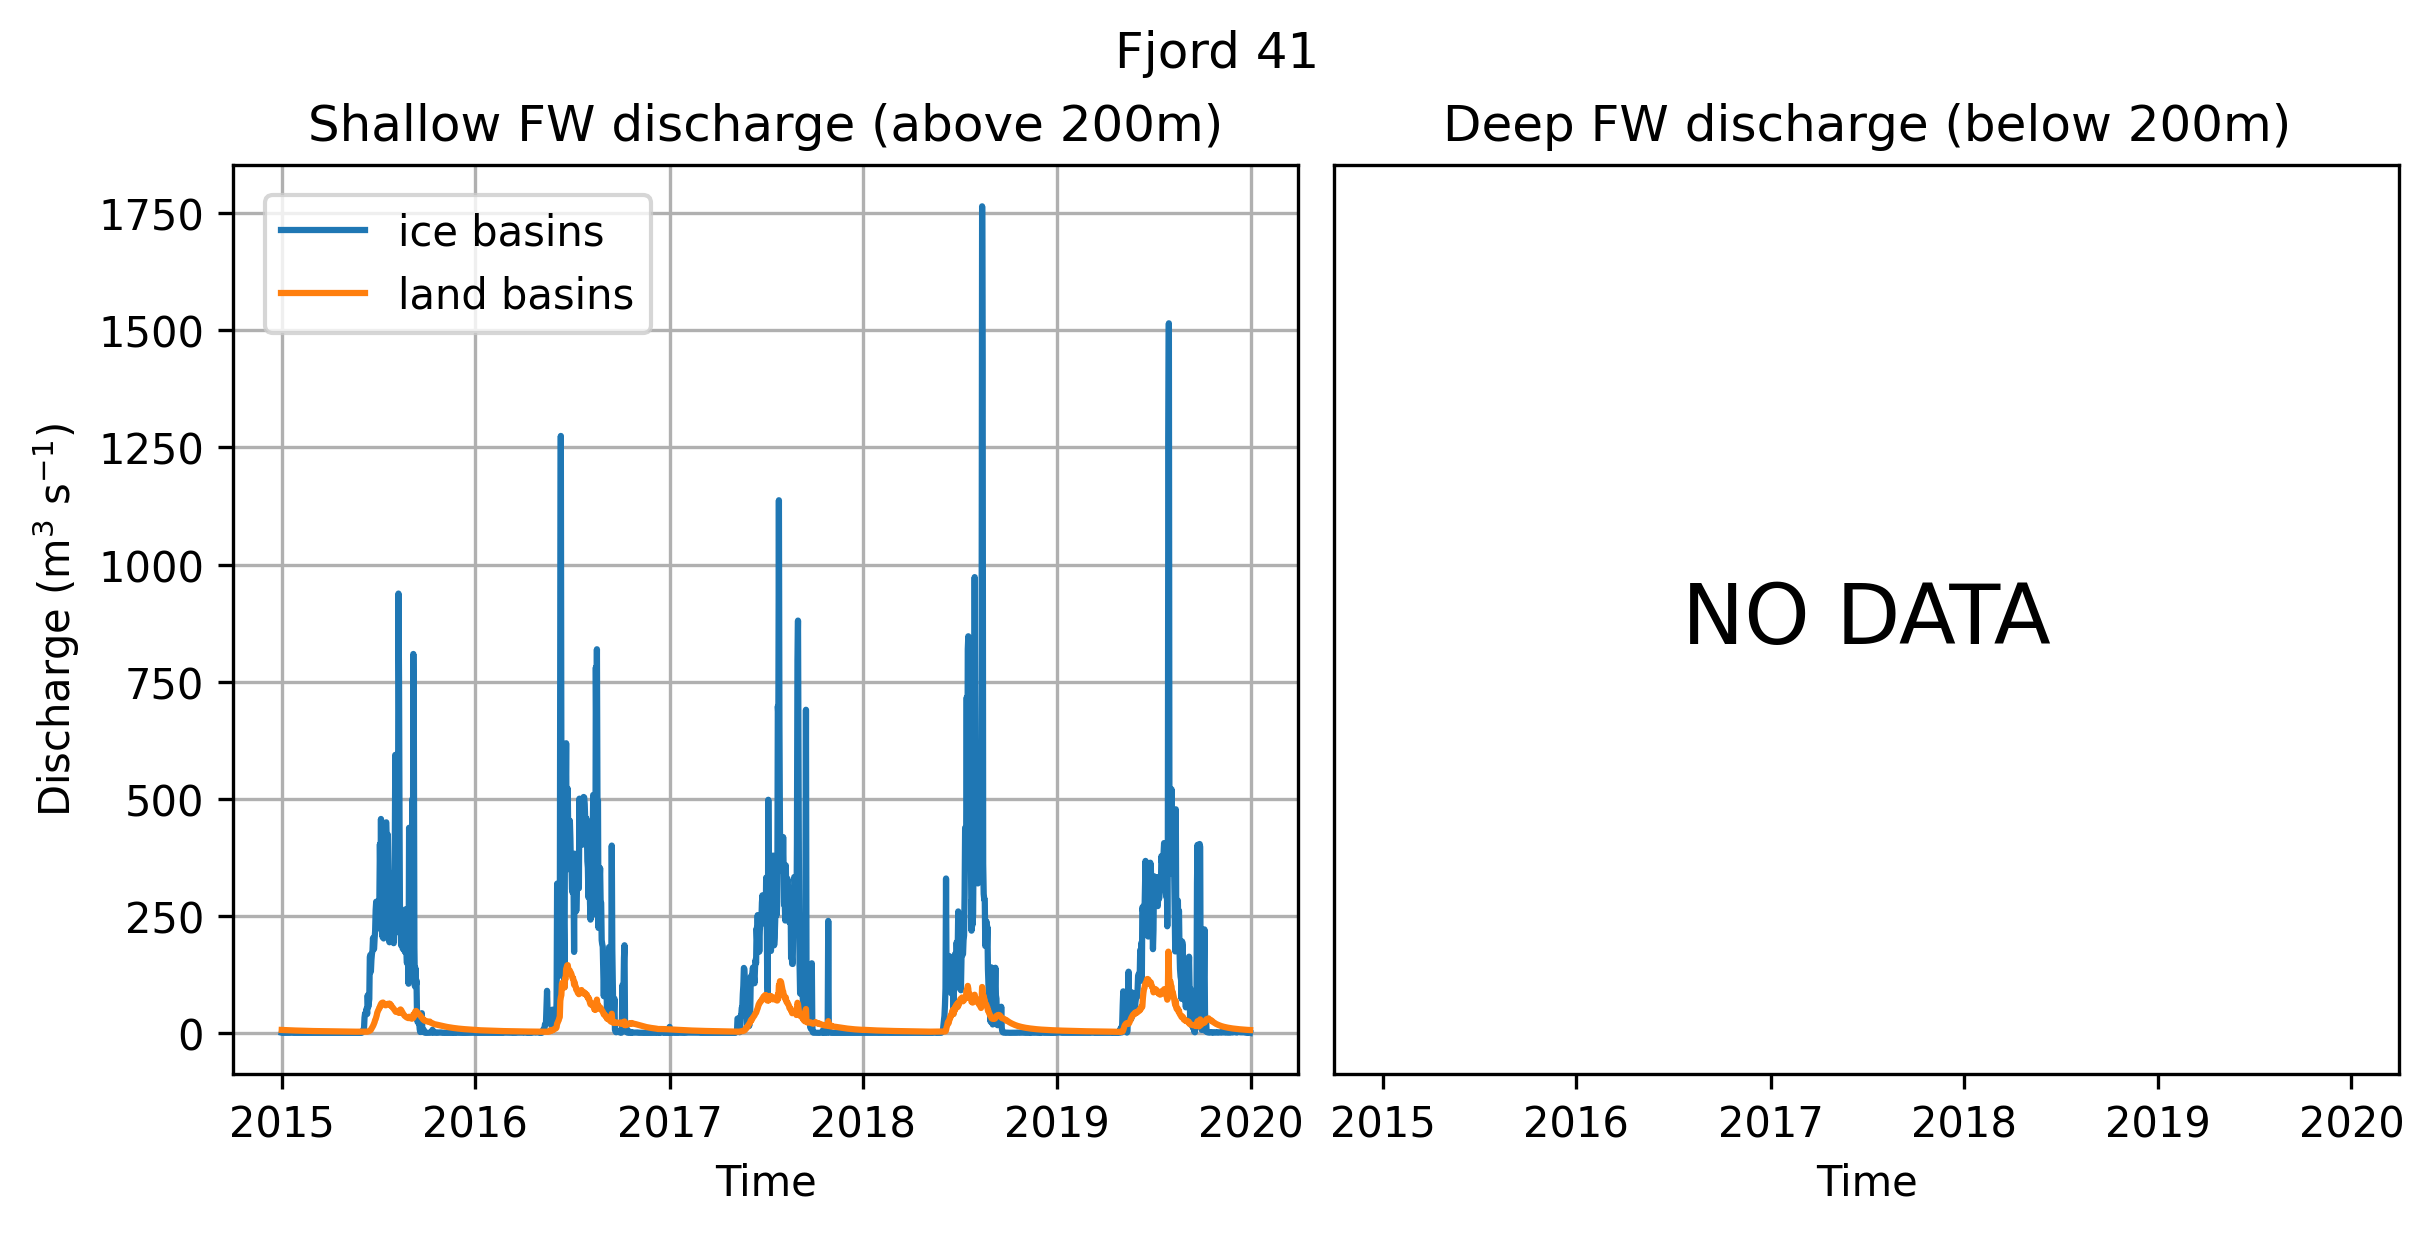 Fjord 41
Shallow FW discharge (above 200m)
Deep FW discharge (below 200m)
ice basins
land basins
1750
1500
1250
1000
750
500
250
0
Discharge (m³ s⁻¹)
NO DATA
2015 2016 2017 2018 2019 2020
2015 2016 2017 2018 2019 2020
Time
Time